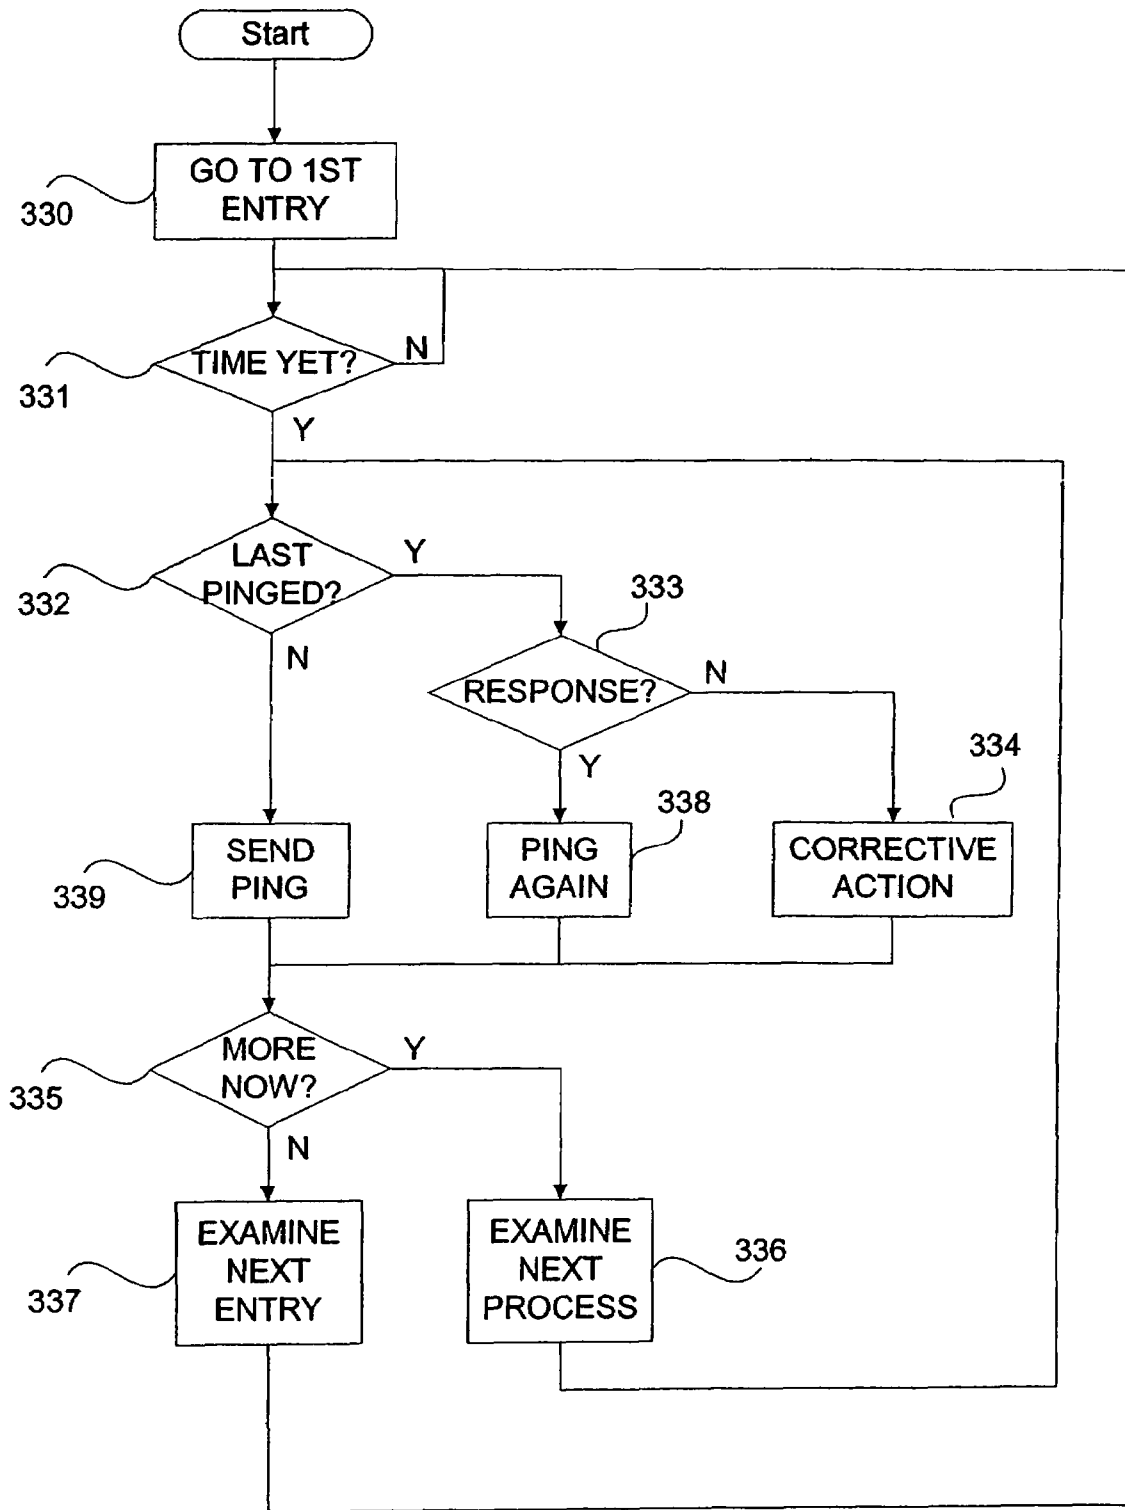 Start
GO TO 1ST
ENTRY
330
TIME YET?
N
331
Y
LAST
PINGED?
Y
332
N
333
RESPONSE?
N
Y
334
338
SEND
PING
339
PING
AGAIN
CORRECTIVE
ACTION
MORE
NOW?
Y
335
N
EXAMINE
NEXT
ENTRY
337
EXAMINE
NEXT
PROCESS
336